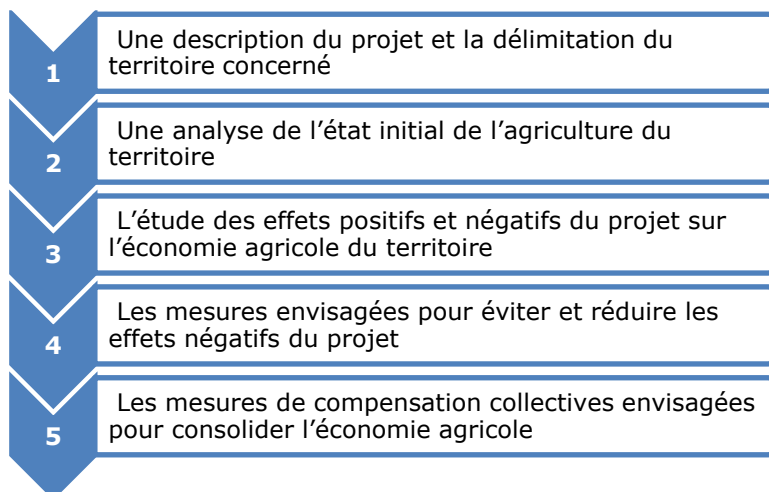 1
Une description du projet et la délimitation du
territoire concerné
2
Une analyse de l’état initial de l’agriculture du
territoire
3
L’étude des effets positifs et négatifs du projet sur
l’économie agricole du territoire
4
Les mesures envisagées pour éviter et réduire les
effets négatifs du projet
5
Les mesures de compensation collectives envisagées
pour consolider l’économie agricole